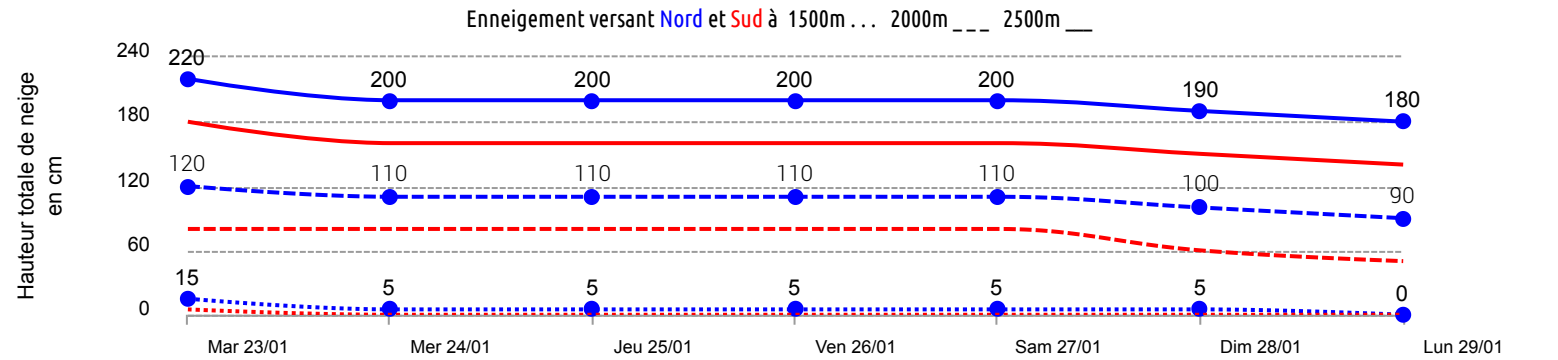 Enneigement versant Nord et Sud à 1500m . . . 2000m _ _ _ 2500m __
Hauteur totale de neige
en cm
240
180
120
60
0
220 200 200 200 200 190 180
120 110 110 110 110 100 90
15 5 5 5 5 5 0
Mar 23/01 Mer 24/01 Jeu 25/01 Ven 26/01 Sam 27/01 Dim 28/01 Lun 29/01